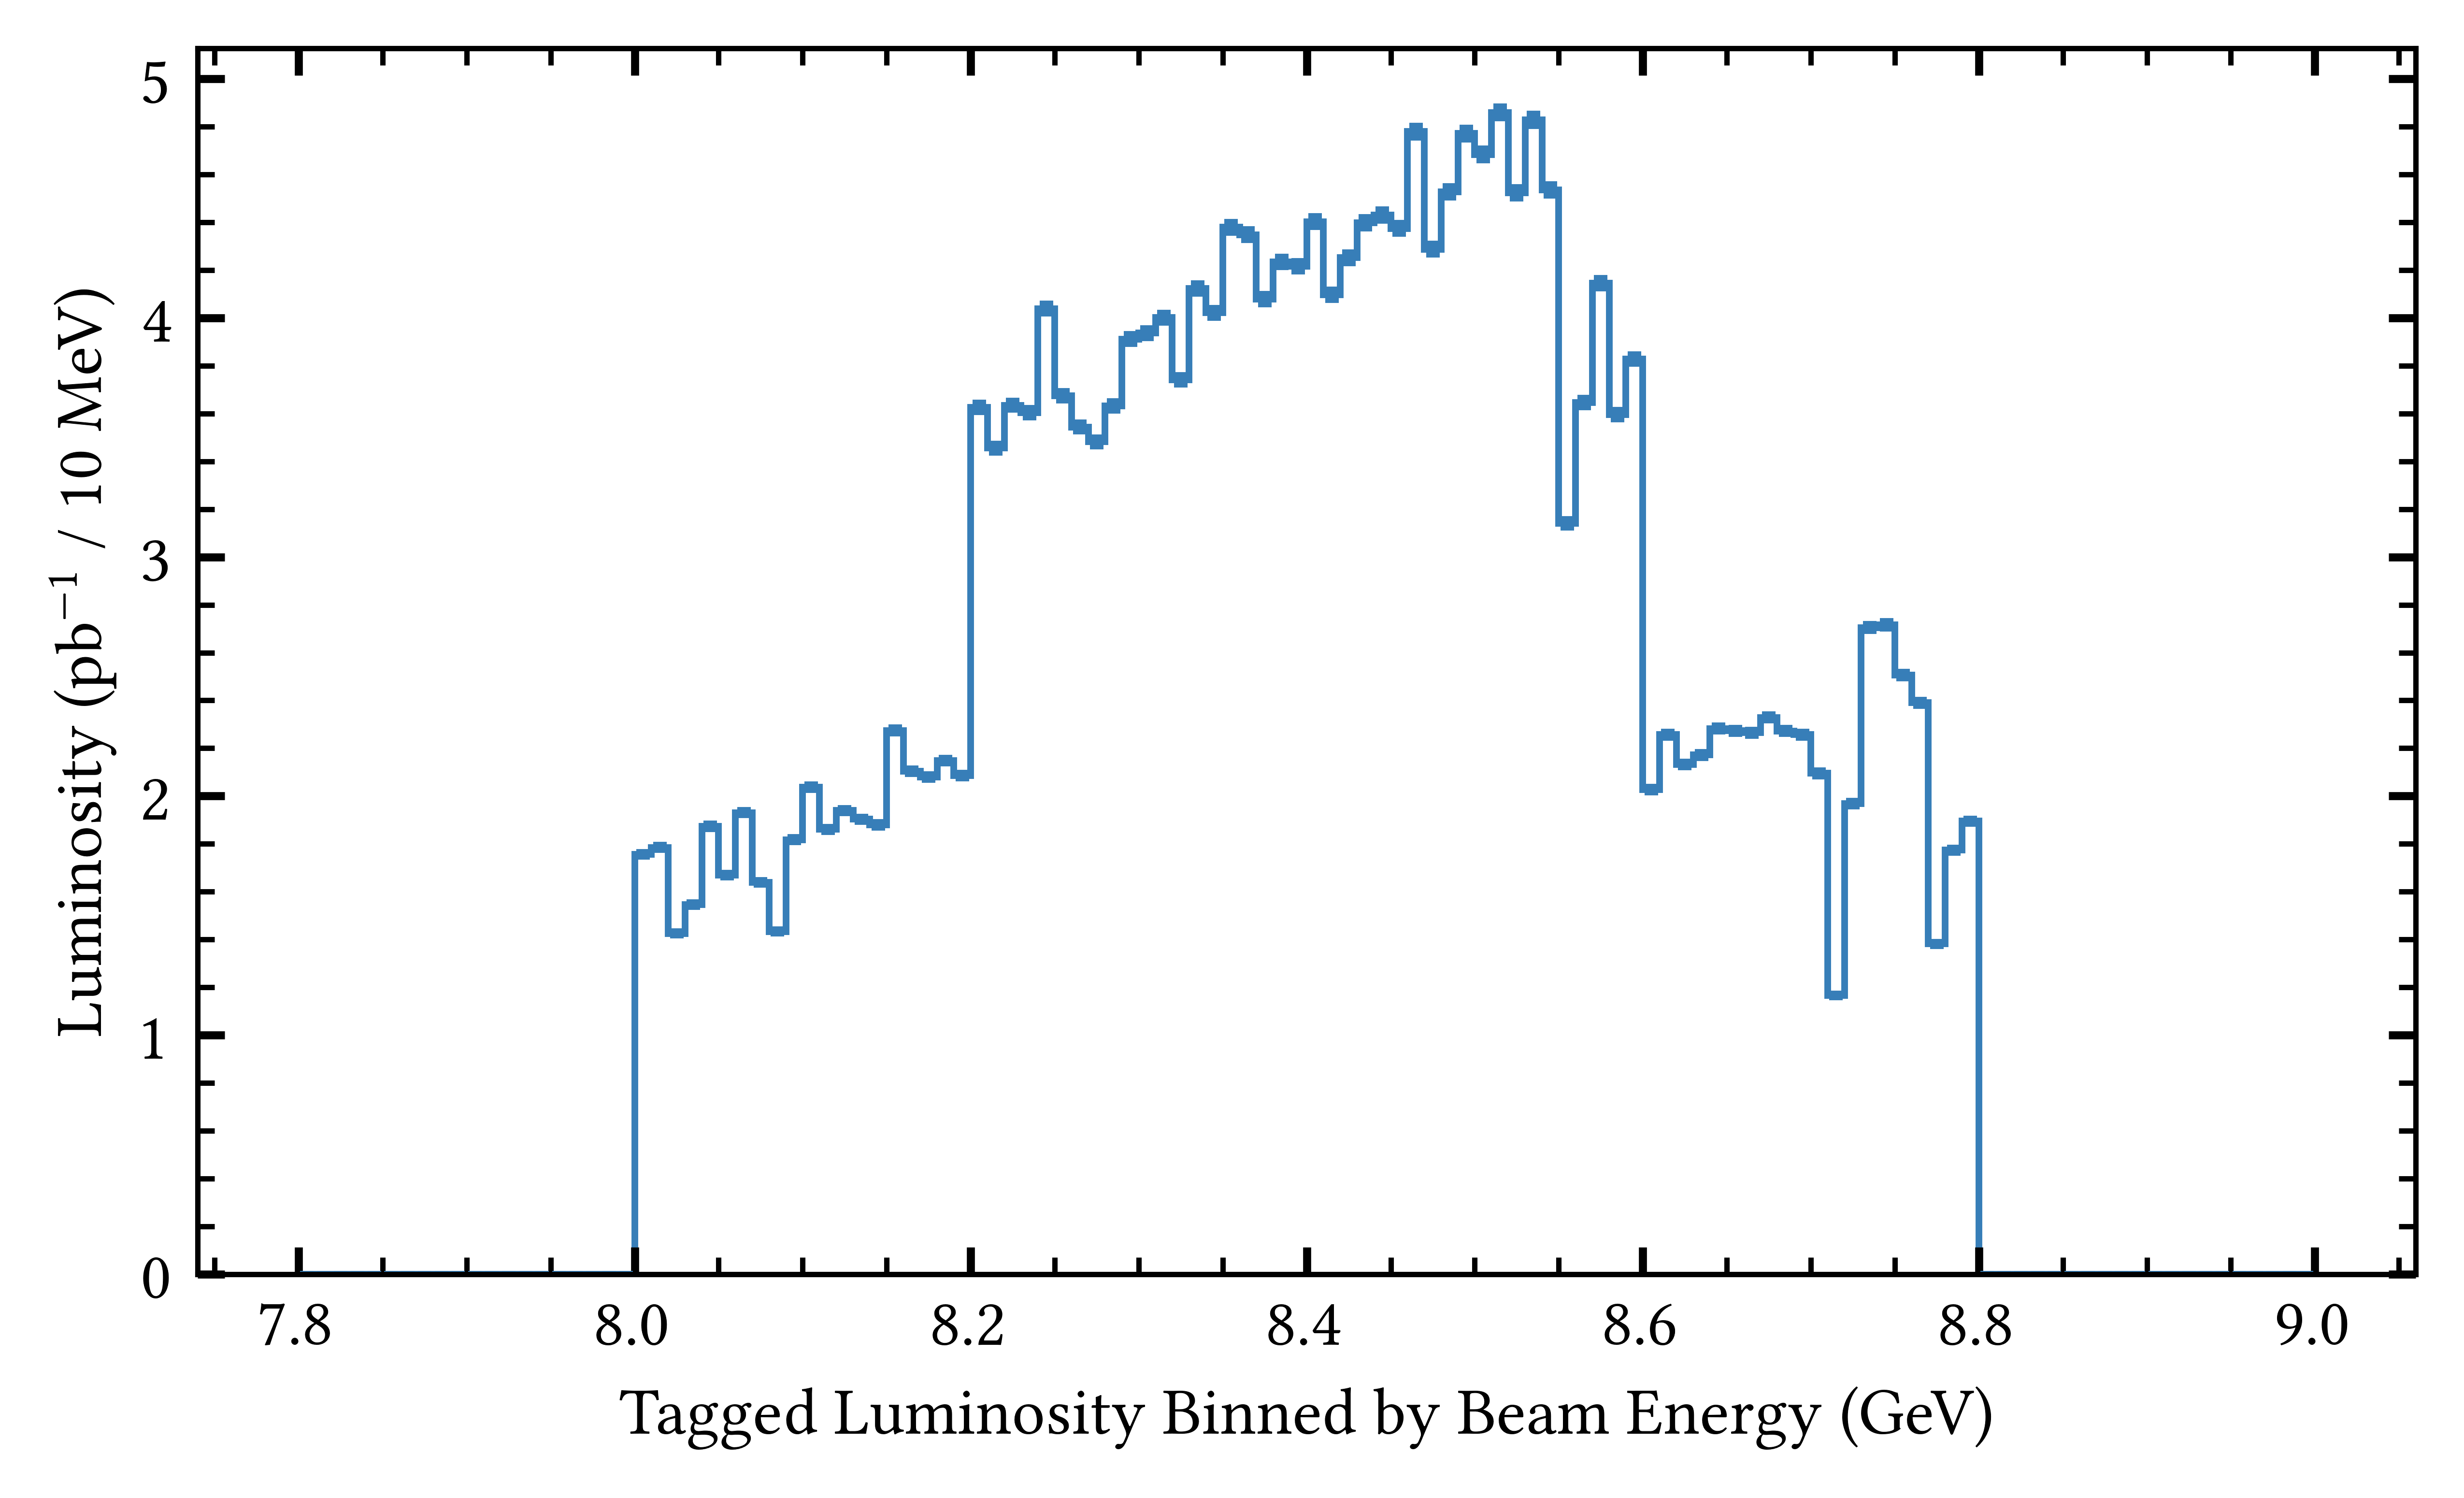 Luminosity (pb⁻¹ / 10 MeV)
5
4
3
2
1
0
7.8 8.0 8.2 8.4 8.6 8.8 9.0
Tagged Luminosity Binned by Beam Energy (GeV)